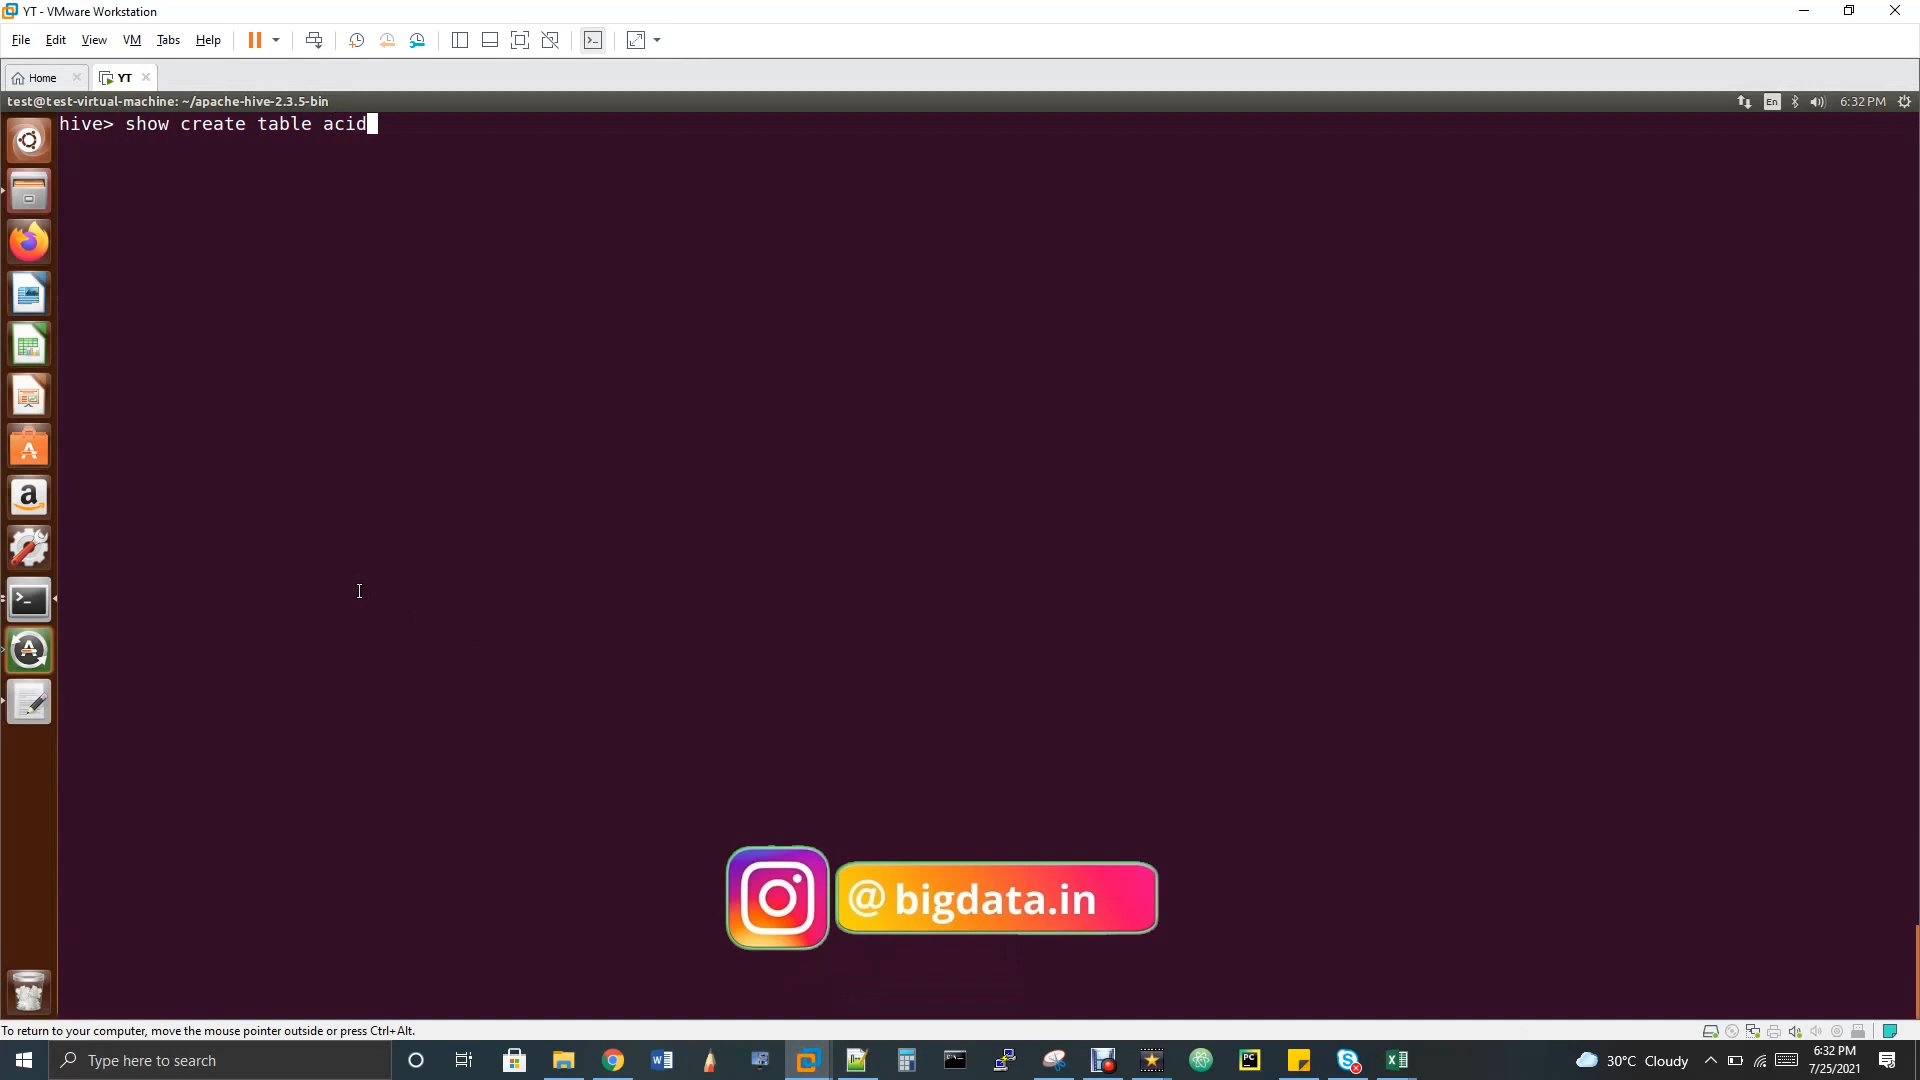 YT - VMware Workstation
File Edit View VM Tabs Help
Home YT
test@test-virtual-machine: ~/apache-hive-2.3.5-bin En 6:32 PM
hive> show create table acid
@ bigdata.in
To return to your computer, move the mouse pointer outside or press Ctrl+Alt.
Type here to search
30°C Cloudy
6:32 PM
7/25/2021